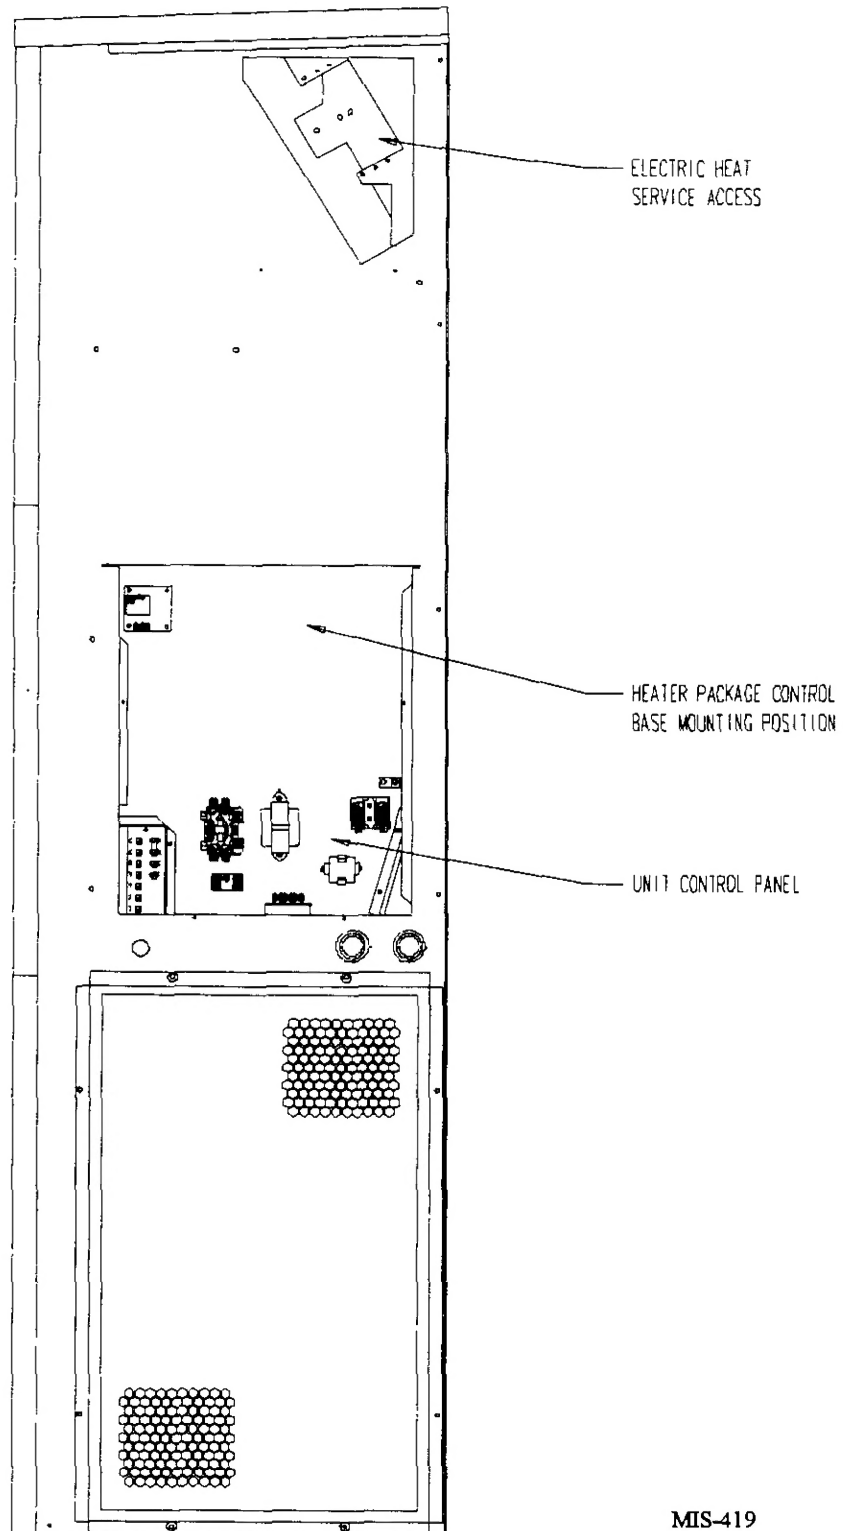 ELECTRIC HEAT
SERVICE ACCESS
HEATER PACKAGE CONTROL
BASE MOUNTING POSITION
UNIT CONTROL PANEL
MIS-419